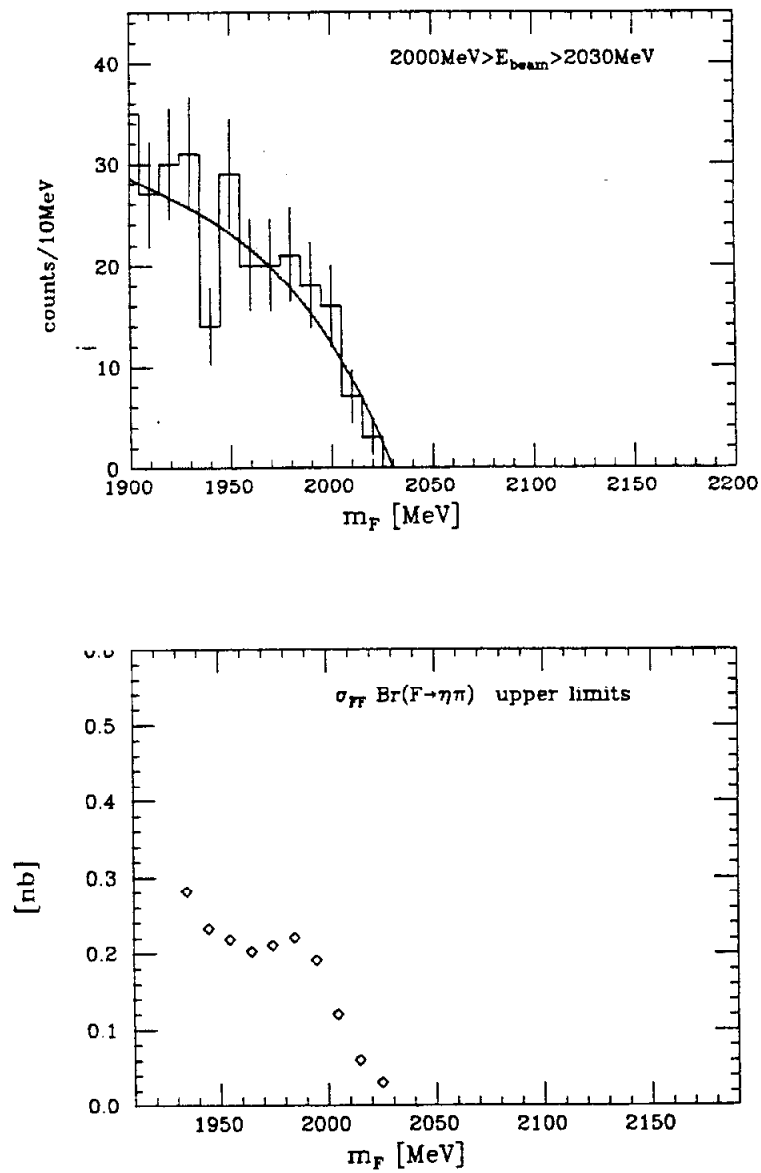 40
2000MeV>E_beam>2030MeV
30
counts/10MeV
20
10
0
1900 1950 2000 2050 2100 2150 2200
m_F [MeV]
σ_FF Br(F→ηπ) upper limits
0.5
0.4
[nb]
0.3
0.2
0.1
0.0
1950 2000 2050 2100 2150
m_F [MeV]